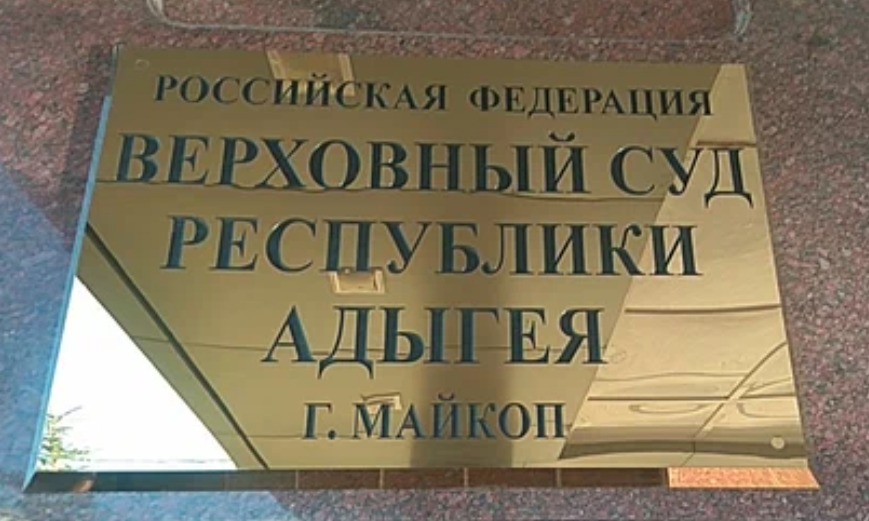 РОССИЙСКАЯ ФЕДЕРАЦИЯ
ВЕРХОВНЫЙ СУД
РЕСПУБЛИКИ
АДЫГЕЯ
Г. МАЙКОП